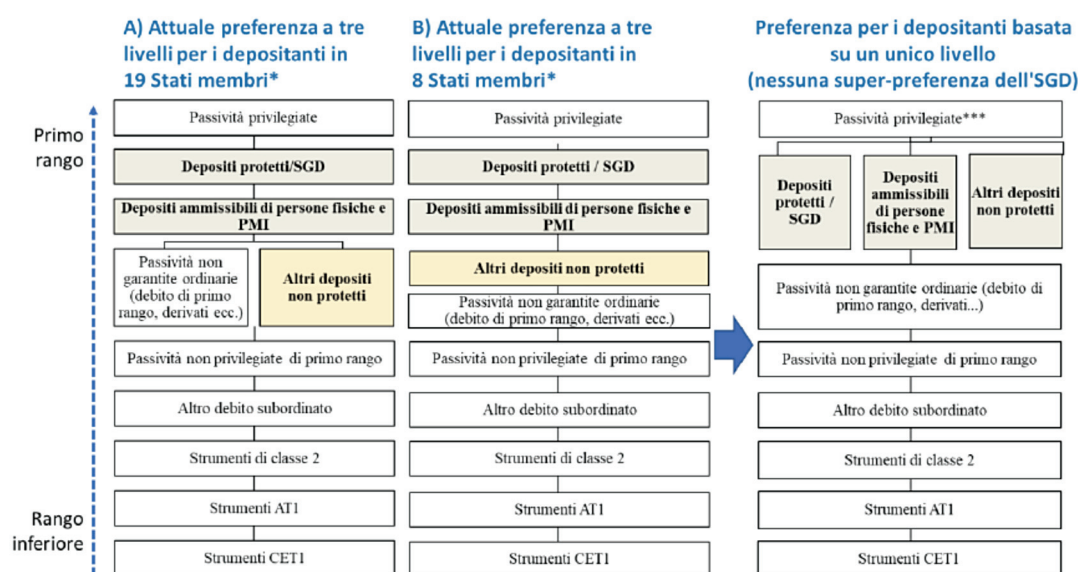 A) Attuale preferenza a tre
livelli per i depositanti in
19 Stati membri*
B) Attuale preferenza a tre
livelli per i depositanti in
8 Stati membri*
Preferenza per i depositanti basata
su un unico livello
(nessuna super-preferenza dell'SGD)
Primo
rango
Rango
inferiore
Passività privilegiate
Depositi protetti/SGD
Depositi ammissibili di persone fisiche e
PMI
Passività non
garantite ordinarie
(debito di primo
rango, derivati ecc.)
Altri depositi
non protetti
Passività non privilegiate di primo rango
Altro debito subordinato
Strumenti di classe 2
Strumenti AT1
Strumenti CET1
Passività privilegiate
Depositi protetti / SGD
Depositi ammissibili di persone fisiche e
PMI
Altri depositi non protetti
Passività non garantite ordinarie
(debito di primo rango, derivati ecc.)
Passività non privilegiate di primo rango
Altro debito subordinato
Strumenti di classe 2
Strumenti AT1
Strumenti CET1
Passività privilegiate***
Depositi
protetti /
SGD
Depositi
ammissibili
di persone
fisiche e PMI
Altri depositi
non protetti
Passività non garantite ordinarie (debito di
primo rango, derivati...)
Passività non privilegiate di primo rango
Altro debito subordinato
Strumenti di classe 2
Strumenti AT1
Strumenti CET1